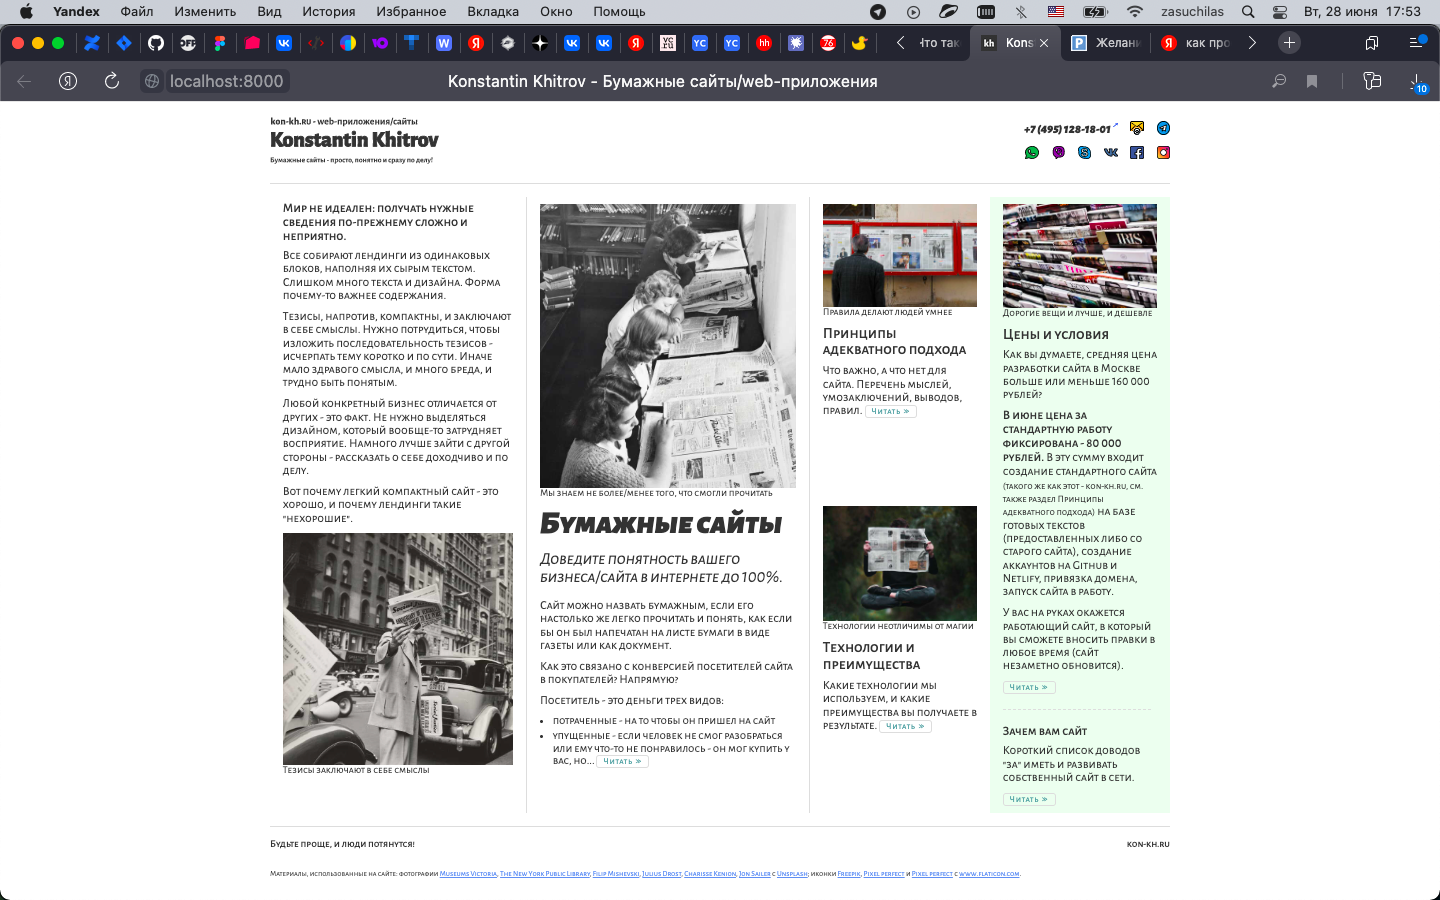 Yandex Файл Изменить Вид История Избранное Вкладка Окно Помощь
zasuchilas Вт, 28 июня 17:53
Что так
kh Kons
Желани
как про
localhost:8000
Konstantin Khitrov - Бумажные сайты/web-приложения
10
kon-kh.ru - web-приложения/сайты
Konstantin Khitrov
Бумажные сайты - просто, понятно и сразу по делу!
+7 (495) 128-18-01
Мир не идеален: получать нужные
сведения по-прежнему сложно и
неприятно.
Все собирают лендинги из одинаковых
блоков, наполняя их сырым текстом.
Слишком много текста и дизайна. Форма
почему-то важнее содержания.
Тезисы, напротив, компактны, и заключают
в себе смыслы. Нужно потрудиться, чтобы
изложить последовательность тезисов -
исчерпать тему коротко и по сути. Иначе
мало здравого смысла, и много бреда, и
трудно быть понятым.
Любой конкретный бизнес отличается от
других - это факт. Не нужно выделяться
дизайном, который вообще-то затрудняет
восприятие. Намного лучше зайти с другой
стороны - рассказать о себе доходчиво и по
делу.
Вот почему легкий компактный сайт - это
хорошо, и почему лендинги такие
"нехорошие".
Тезисы заключают в себе смыслы
Мы знаем не более/менее того, что смогли прочитать
Бумажные сайты
Доведите понятность вашего
бизнеса/сайта в интернете до 100%.
Сайт можно назвать бумажным, если его
настолько же легко прочитать и понять, как если
бы он был напечатан на листе бумаги в виде
газеты или как документ.
Как это связано с конверсией посетителей сайта
в покупателей? Напрямую?
Посетитель - это деньги трех видов:
• потраченные - на то чтобы он пришел на сайт
• упущенные - если человек не смог разобраться
или ему что-то не понравилось - он мог купить у
вас, но... Читать »
Правила делают людей умнее
Принципы
адекватного подхода
Что важно, а что нет для
сайта. Перечень мыслей,
умозаключений, выводов,
правил. Читать »
Технологии неотличимы от магии
Технологии и
преимущества
Какие технологии мы
используем, и какие
преимущества вы получаете в
результате. Читать »
Дорогие вещи и лучше, и дешевле
Цены и условия
Как вы думаете, средняя цена
разработки сайта в Москве
больше или меньше 160 000
рублей?
В июне цена за
стандартную работу
фиксирована - 80 000
рублей. В эту сумму входит
создание стандартного сайта
(такого же как этот - kon-kh.ru, см.
также раздел Принципы
адекватного подхода) на базе
готовых текстов
(предоставленных либо со
старого сайта), создание
аккаунтов на Github и
Netlify, привязка домена,
запуск сайта в работу.
У вас на руках окажется
работающий сайт, в который
вы сможете вносить правки в
любое время (сайт
незаметно обновится).
Читать »
Зачем вам сайт
Короткий список доводов
"за" иметь и развивать
собственный сайт в сети.
Читать »
Будьте проще, и люди потянутся!
kon-kh.ru
Материалы, использованные на сайте: фотографии Museums Victoria, The New York Public Library, Filip Mishevski, Julius Drost, Charisse Kenion, Jon Sailer с Unsplash; иконки Freepik, Pixel perfect и Pixel perfect с www.flaticon.com.